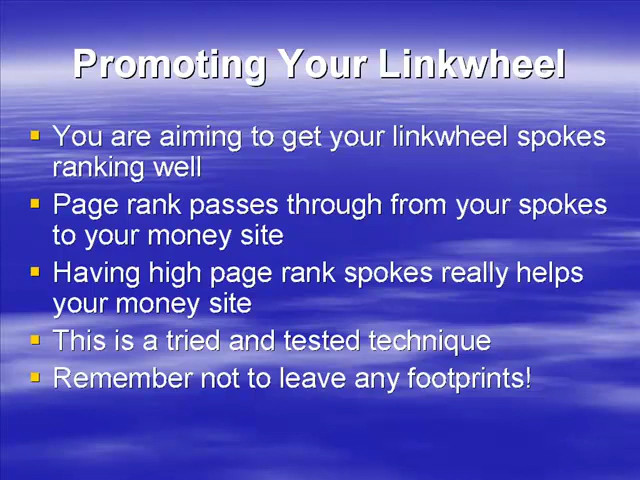 Promoting Your Linkwheel
You are aiming to get your linkwheel spokes
ranking well
Page rank passes through from your spokes
to your money site
Having high page rank spokes really helps
your money site
This is a tried and tested technique
Remember not to leave any footprints!